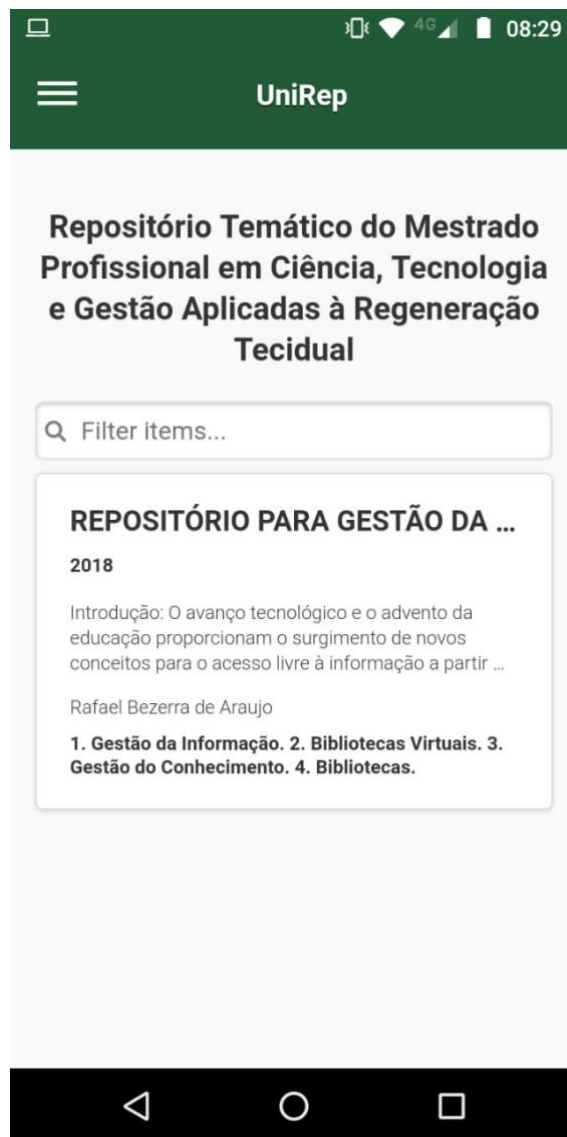 4G 08:29
UniRep
Repositório Temático do Mestrado
Profissional em Ciência, Tecnologia
e Gestão Aplicadas à Regeneração
Tecidual
Filter items...
REPOSITÓRIO PARA GESTÃO DA ...
2018
Introdução: O avanço tecnológico e o advento da
educação proporcionam o surgimento de novos
conceitos para o acesso livre à informação a partir ...
Rafael Bezerra de Araujo
1. Gestão da Informação. 2. Bibliotecas Virtuais. 3.
Gestão do Conhecimento. 4. Bibliotecas.